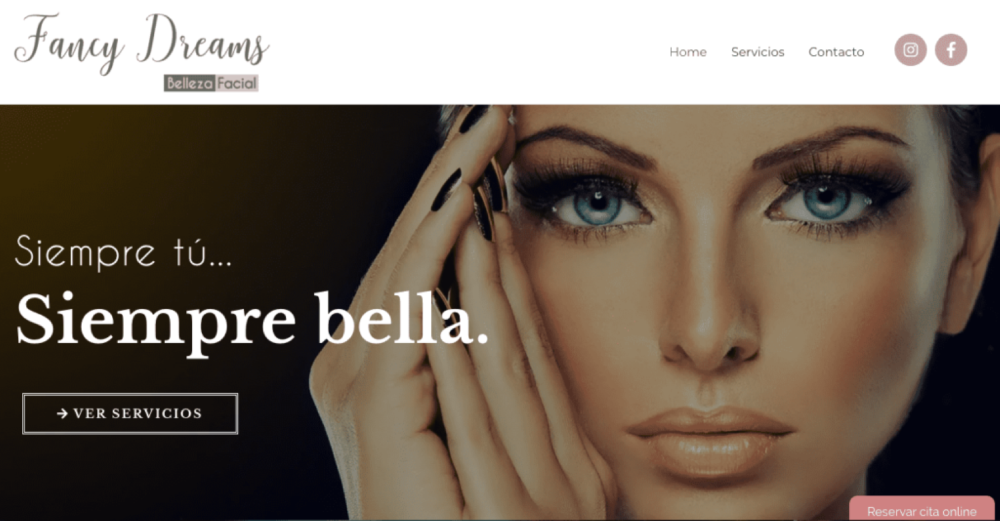 Fancy Dreams
Belleza Facial
Home Servicios Contacto
Siempre tú...
Siempre bella.
→ VER SERVICIOS
Reservar cita online